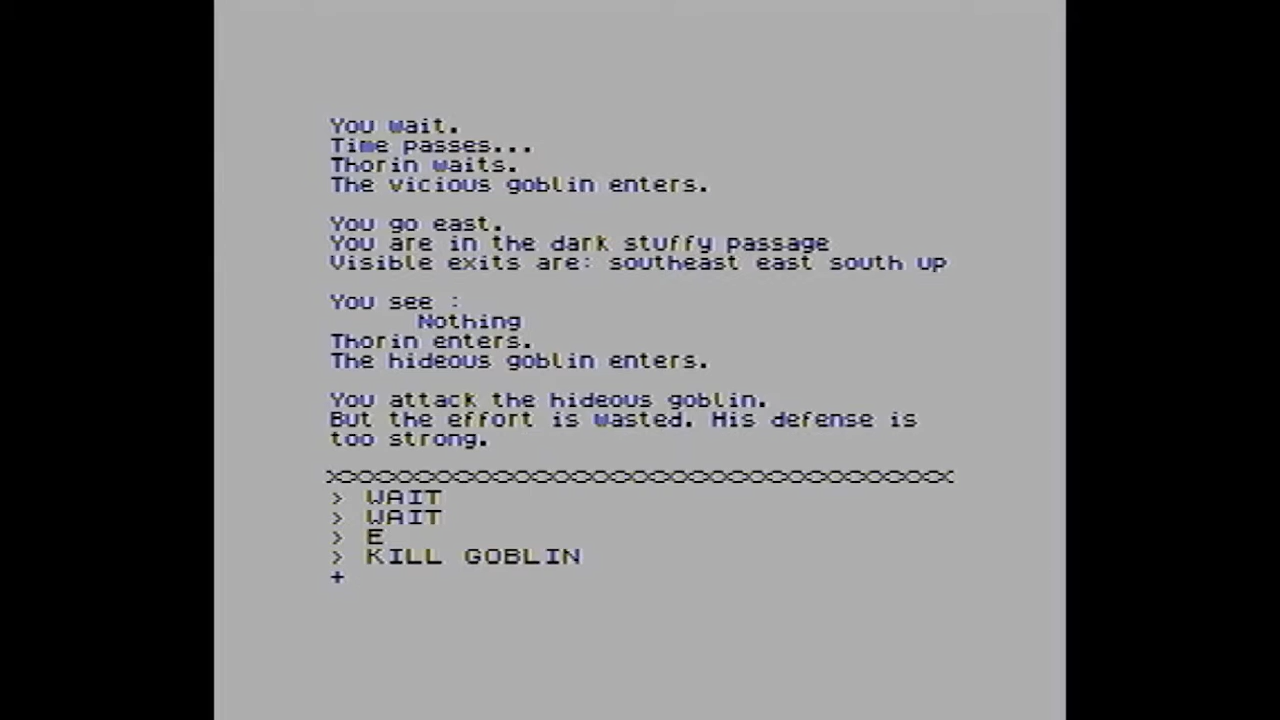 You wait.
Time passes...
Thorin waits.
The vicious goblin enters.
You go east.
You are in the dark stuffy passage
Visible exits are: southeast east south up
You see :
Nothing
Thorin enters.
The hideous goblin enters.
You attack the hideous goblin.
But the effort is wasted. His defense is
too strong.
> WAIT
> WAIT
> E
> KILL GOBLIN
+